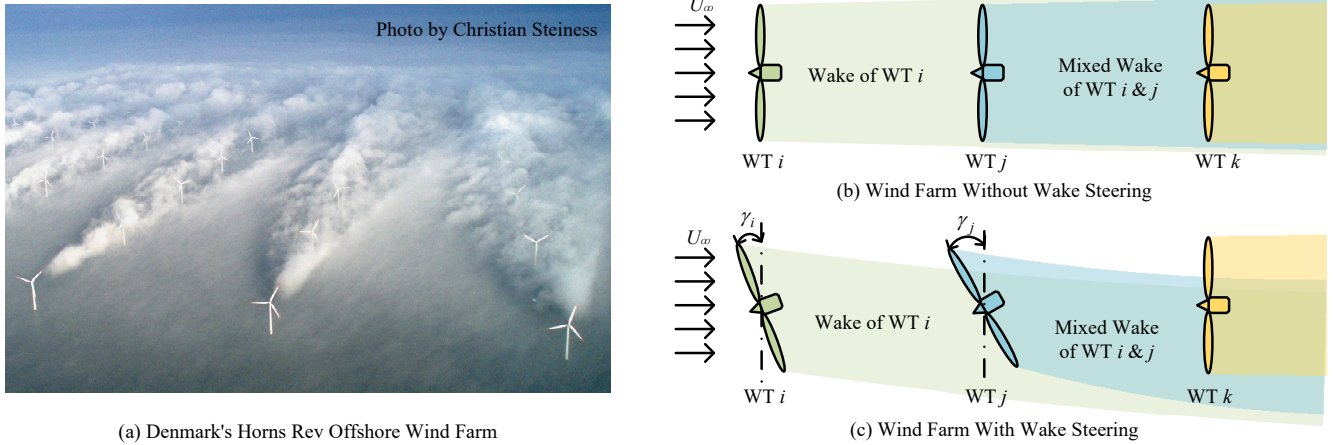 Photo by Christian Steiness
(a) Denmark's Horns Rev Offshore Wind Farm
U∞
Wake of WT i
Mixed Wake
of WT i & j
WT i
WT j
WT k
(b) Wind Farm Without Wake Steering
γi
γj
U∞
Wake of WT i
Mixed Wake
of WT i & j
WT i
WT j
WT k
(c) Wind Farm With Wake Steering